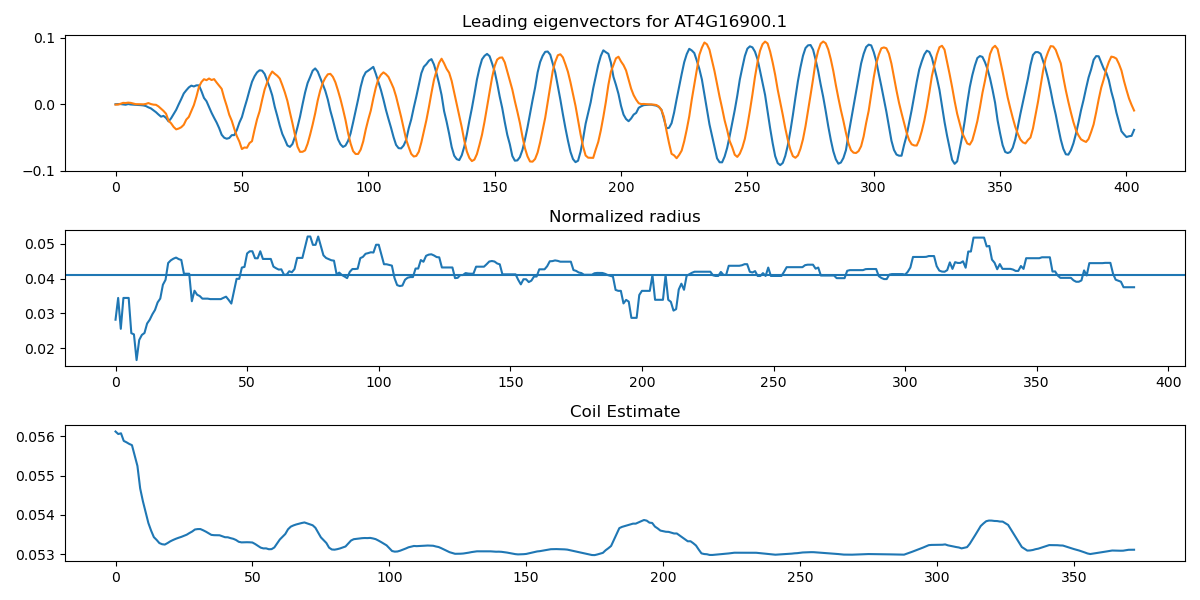 Leading eigenvectors for AT4G16900.1
0.1
0.0
−0.1
0 50 100 150 200 250 300 350 400
Normalized radius
0.05
0.04
0.03
0.02
0 50 100 150 200 250 300 350 400
Coil Estimate
0.056
0.055
0.054
0.053
0 50 100 150 200 250 300 350